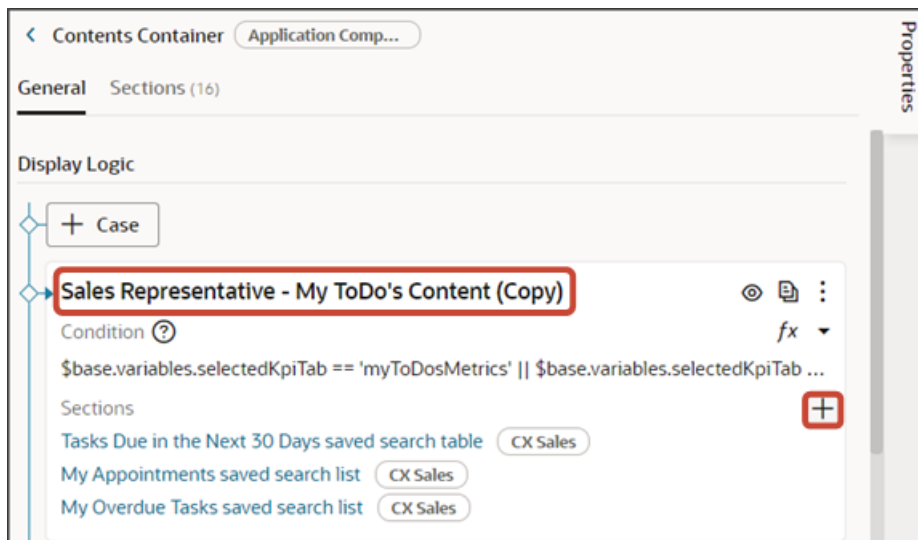 Contents Container Application Comp...
Properties
General Sections (16)
Display Logic
+ Case
Sales Representative - My ToDo's Content (Copy)
Condition ? fx
$base.variables.selectedKpiTab == 'myToDosMetrics' || $base.variables.selectedKpiTab ...
Sections +
Tasks Due in the Next 30 Days saved search table CX Sales
My Appointments saved search list CX Sales
My Overdue Tasks saved search list CX Sales